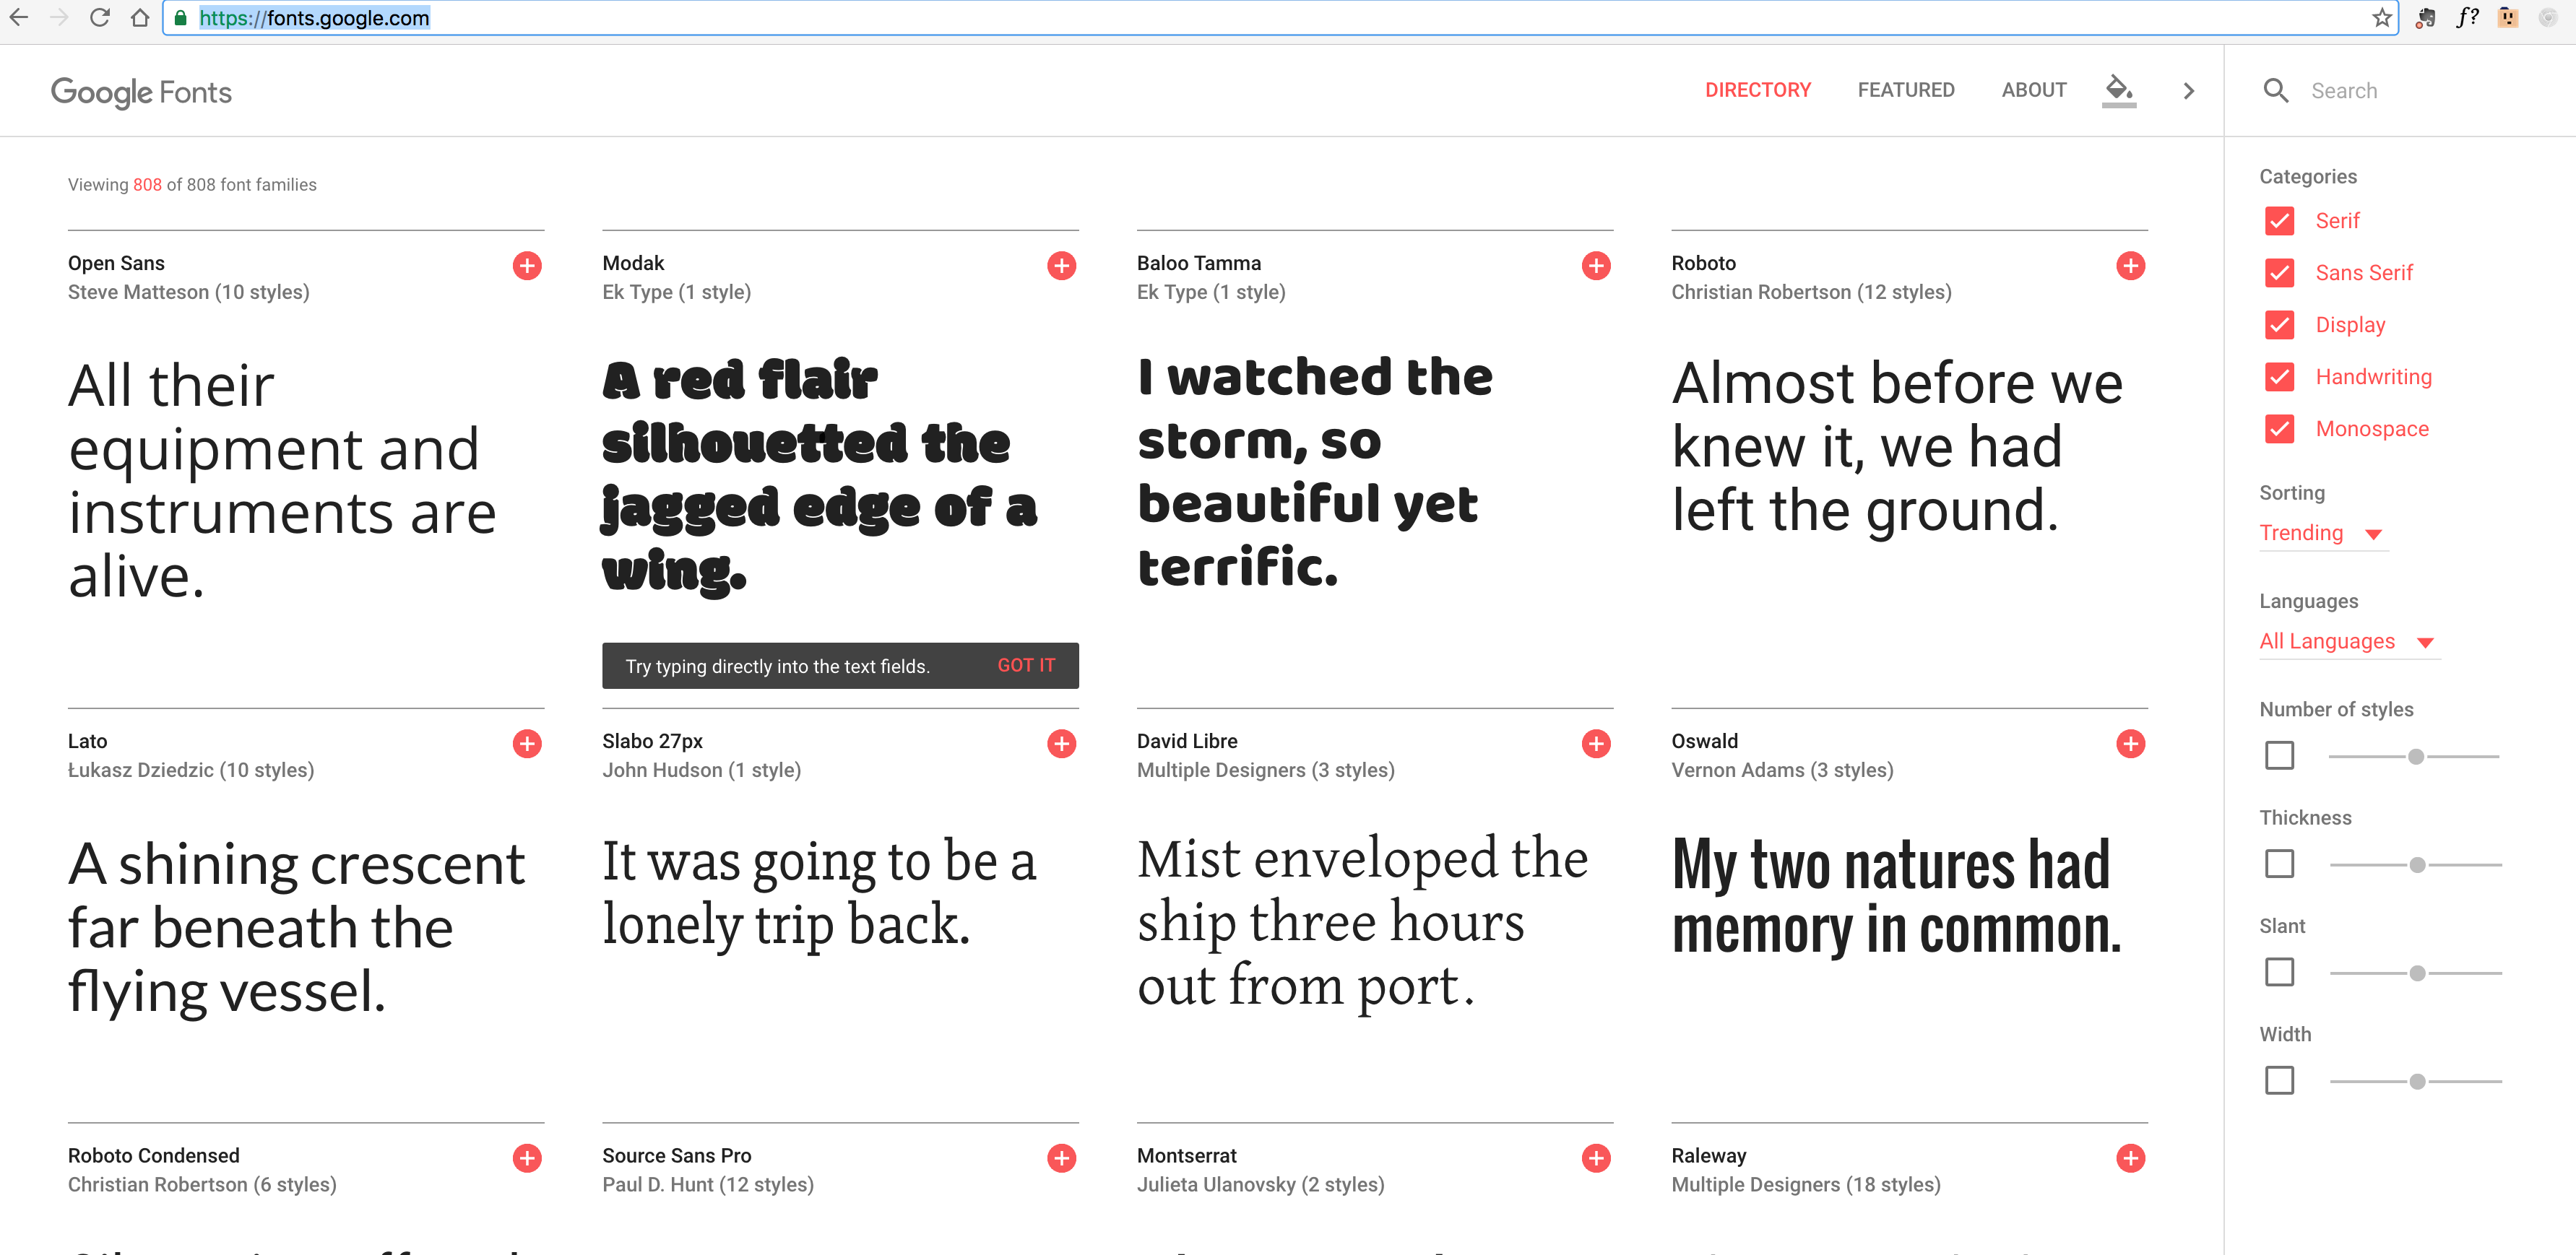 https://fonts.google.com
f?
Google Fonts
DIRECTORY
FEATURED
ABOUT
Search
Viewing 808 of 808 font families
Open Sans
Steve Matteson (10 styles)
All their
equipment and
instruments are
alive.
Modak
Ek Type (1 style)
A red flair
silhouetted the
jagged edge of a
wing.
Try typing directly into the text fields.
GOT IT
Baloo Tamma
Ek Type (1 style)
I watched the
storm, so
beautiful yet
terrific.
Roboto
Christian Robertson (12 styles)
Almost before we
knew it, we had
left the ground.
Lato
Łukasz Dziedzic (10 styles)
A shining crescent
far beneath the
flying vessel.
Slabo 27px
John Hudson (1 style)
It was going to be a
lonely trip back.
David Libre
Multiple Designers (3 styles)
Mist enveloped the
ship three hours
out from port.
Oswald
Vernon Adams (3 styles)
My two natures had
memory in common.
Roboto Condensed
Christian Robertson (6 styles)
Source Sans Pro
Paul D. Hunt (12 styles)
Montserrat
Julieta Ulanovsky (2 styles)
Raleway
Multiple Designers (18 styles)
Categories
Serif
Sans Serif
Display
Handwriting
Monospace
Sorting
Trending
Languages
All Languages
Number of styles
Thickness
Slant
Width